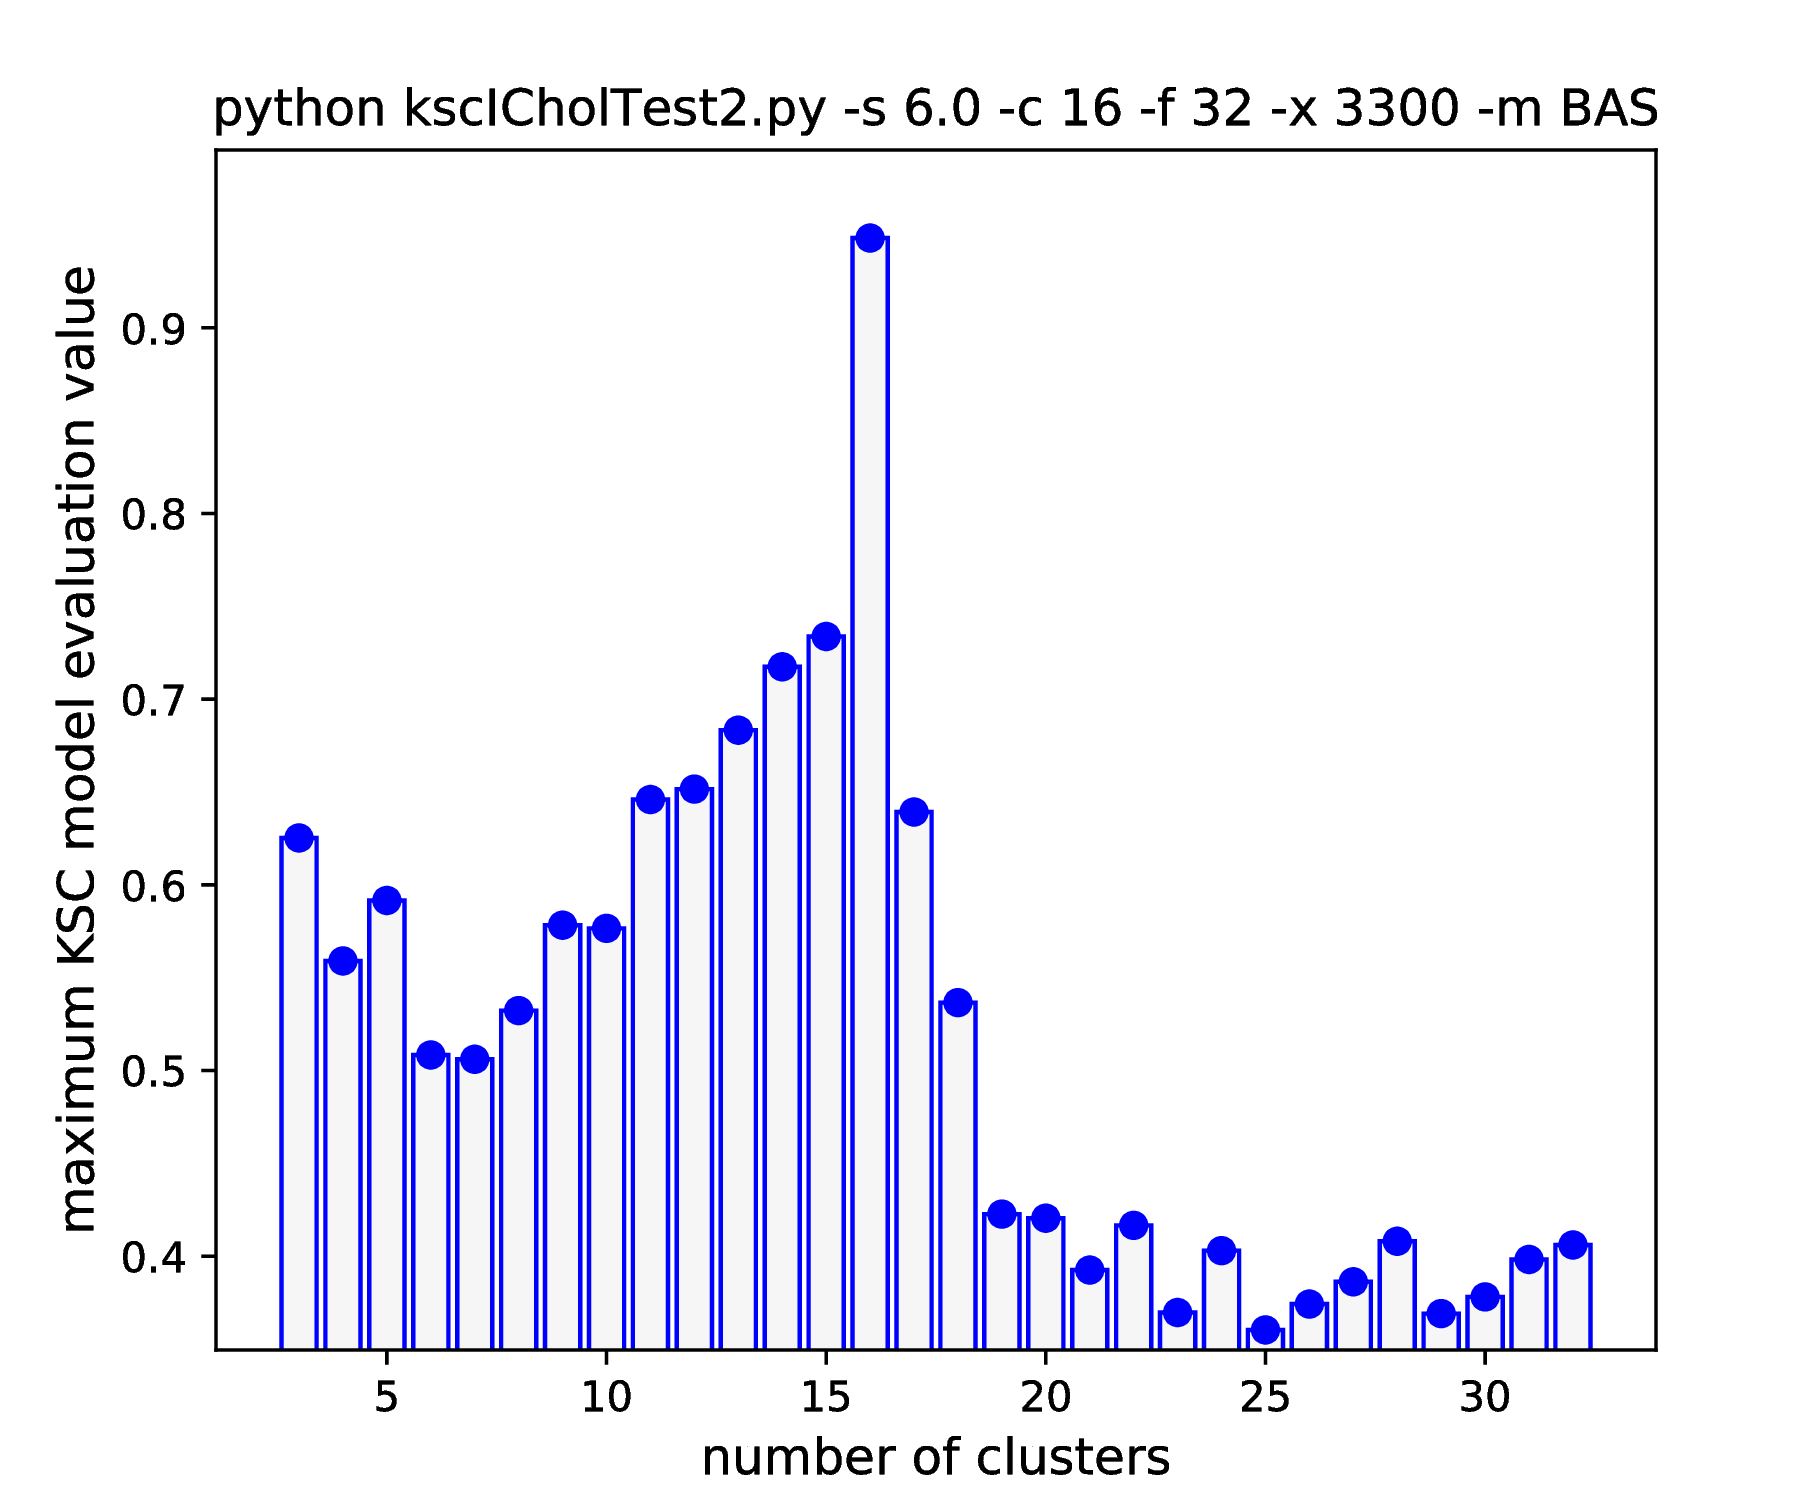 python kscICholTest2.py -s 6.0 -c 16 -f 32 -x 3300 -m BAS
maximum KSC model evaluation value
0.9
0.8
0.7
0.6
0.5
0.4
5 10 15 20 25 30
number of clusters